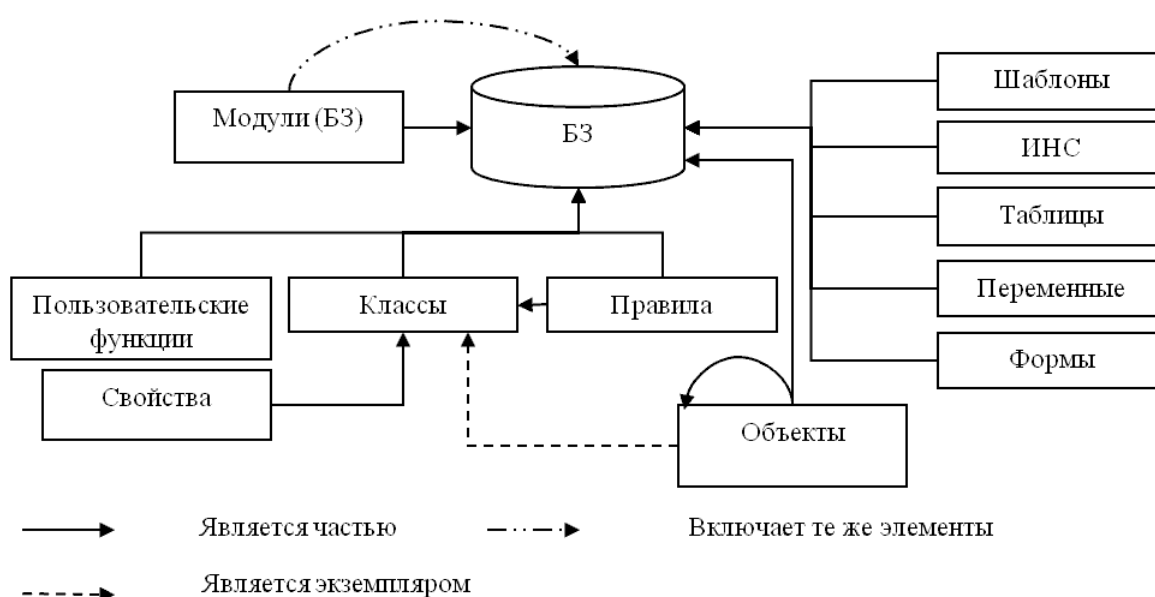 Шаблоны
Модули (БЗ)
БЗ
ИНС
Таблицы
Пользовательские
функции
Классы
Правила
Переменные
Формы
Свойства
Объекты
Является частью
Включает те же элементы
Является экземпляром